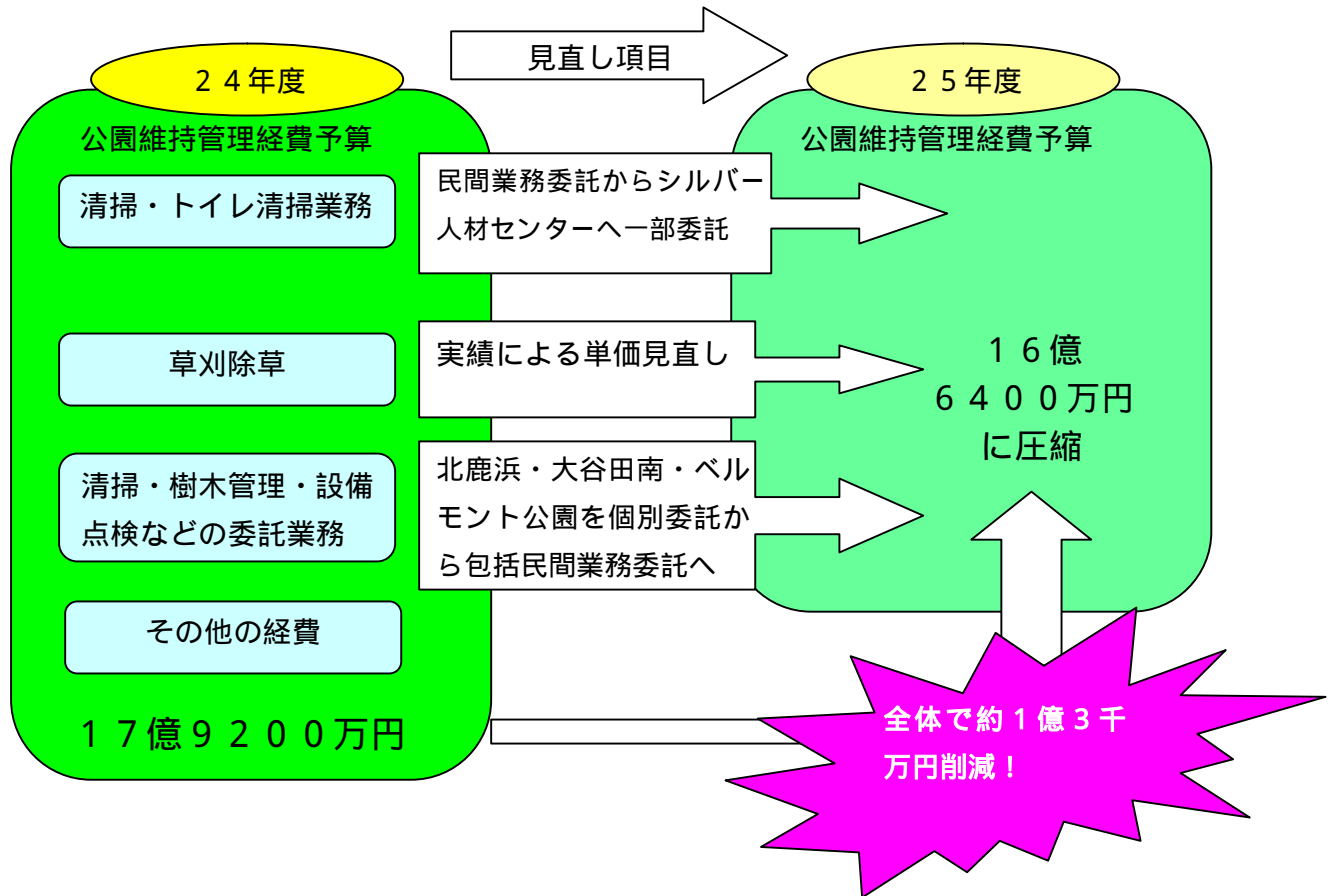 見直し項目
２４年度
公園維持管理経費予算
清掃・トイレ清掃業務
草刈除草
清掃・樹木管理・設備
点検などの委託業務
その他の経費
１７億９２００万円
民間業務委託からシルバー
人材センターへ一部委託
実績による単価見直し
北鹿浜・大谷田南・ベル
モント公園を個別委託か
ら包括民間業務委託へ
２５年度
公園維持管理経費予算
１６億
６４００万円
に圧縮
全体で約１億３千
万円削減！